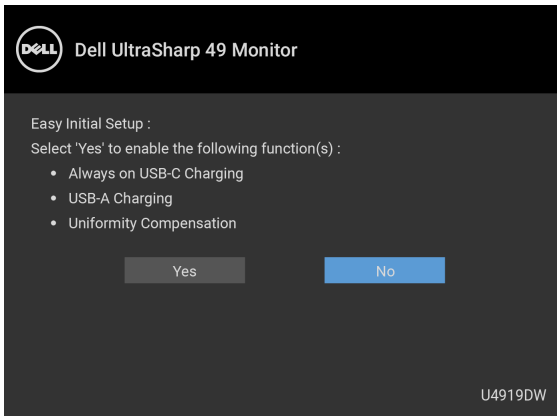 DELL
Dell UltraSharp 49 Monitor
Easy Initial Setup :
Select 'Yes' to enable the following function(s) :
• Always on USB-C Charging
• USB-A Charging
• Uniformity Compensation
Yes No
U4919DW